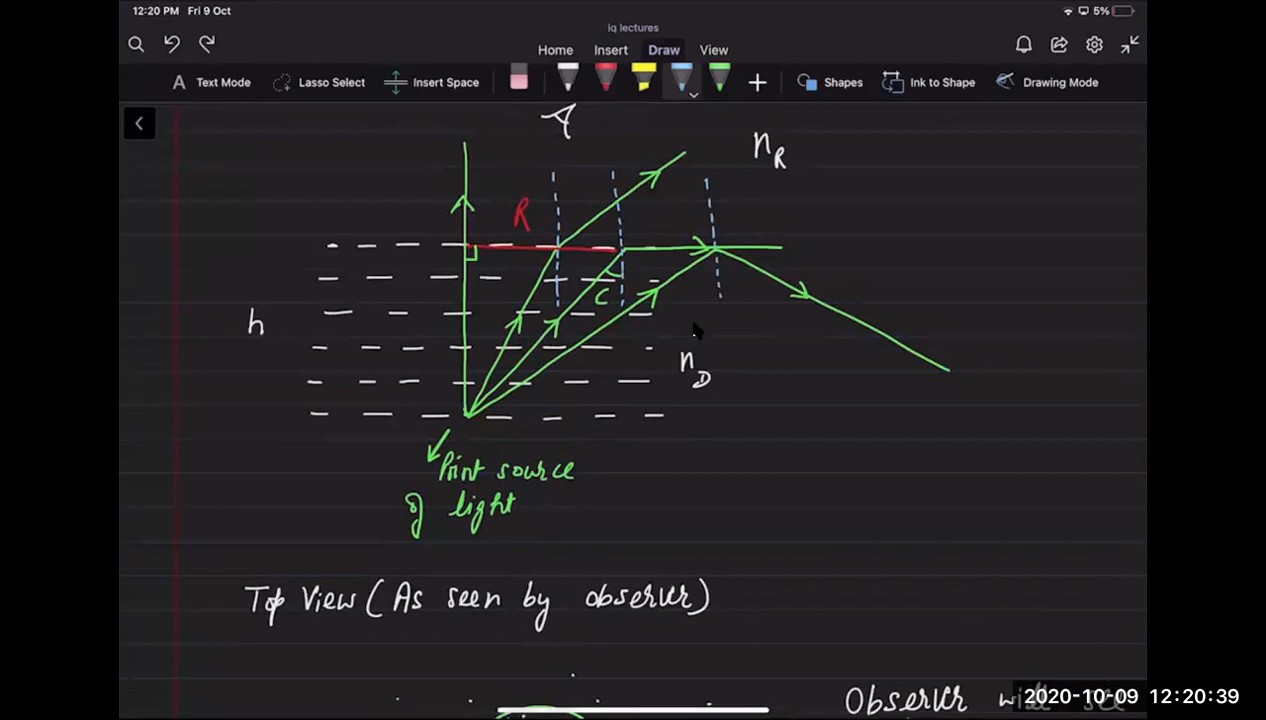 12:20 PM Fri 9 Oct
5%
iq lectures
Home Insert Draw View
Text Mode Lasso Select Insert Space Shapes Ink to Shape Drawing Mode
n_R
R
C
h
n_D
Point source
of light
Top View (As seen by observer)
Observer will see
2020-10-09 12:20:39